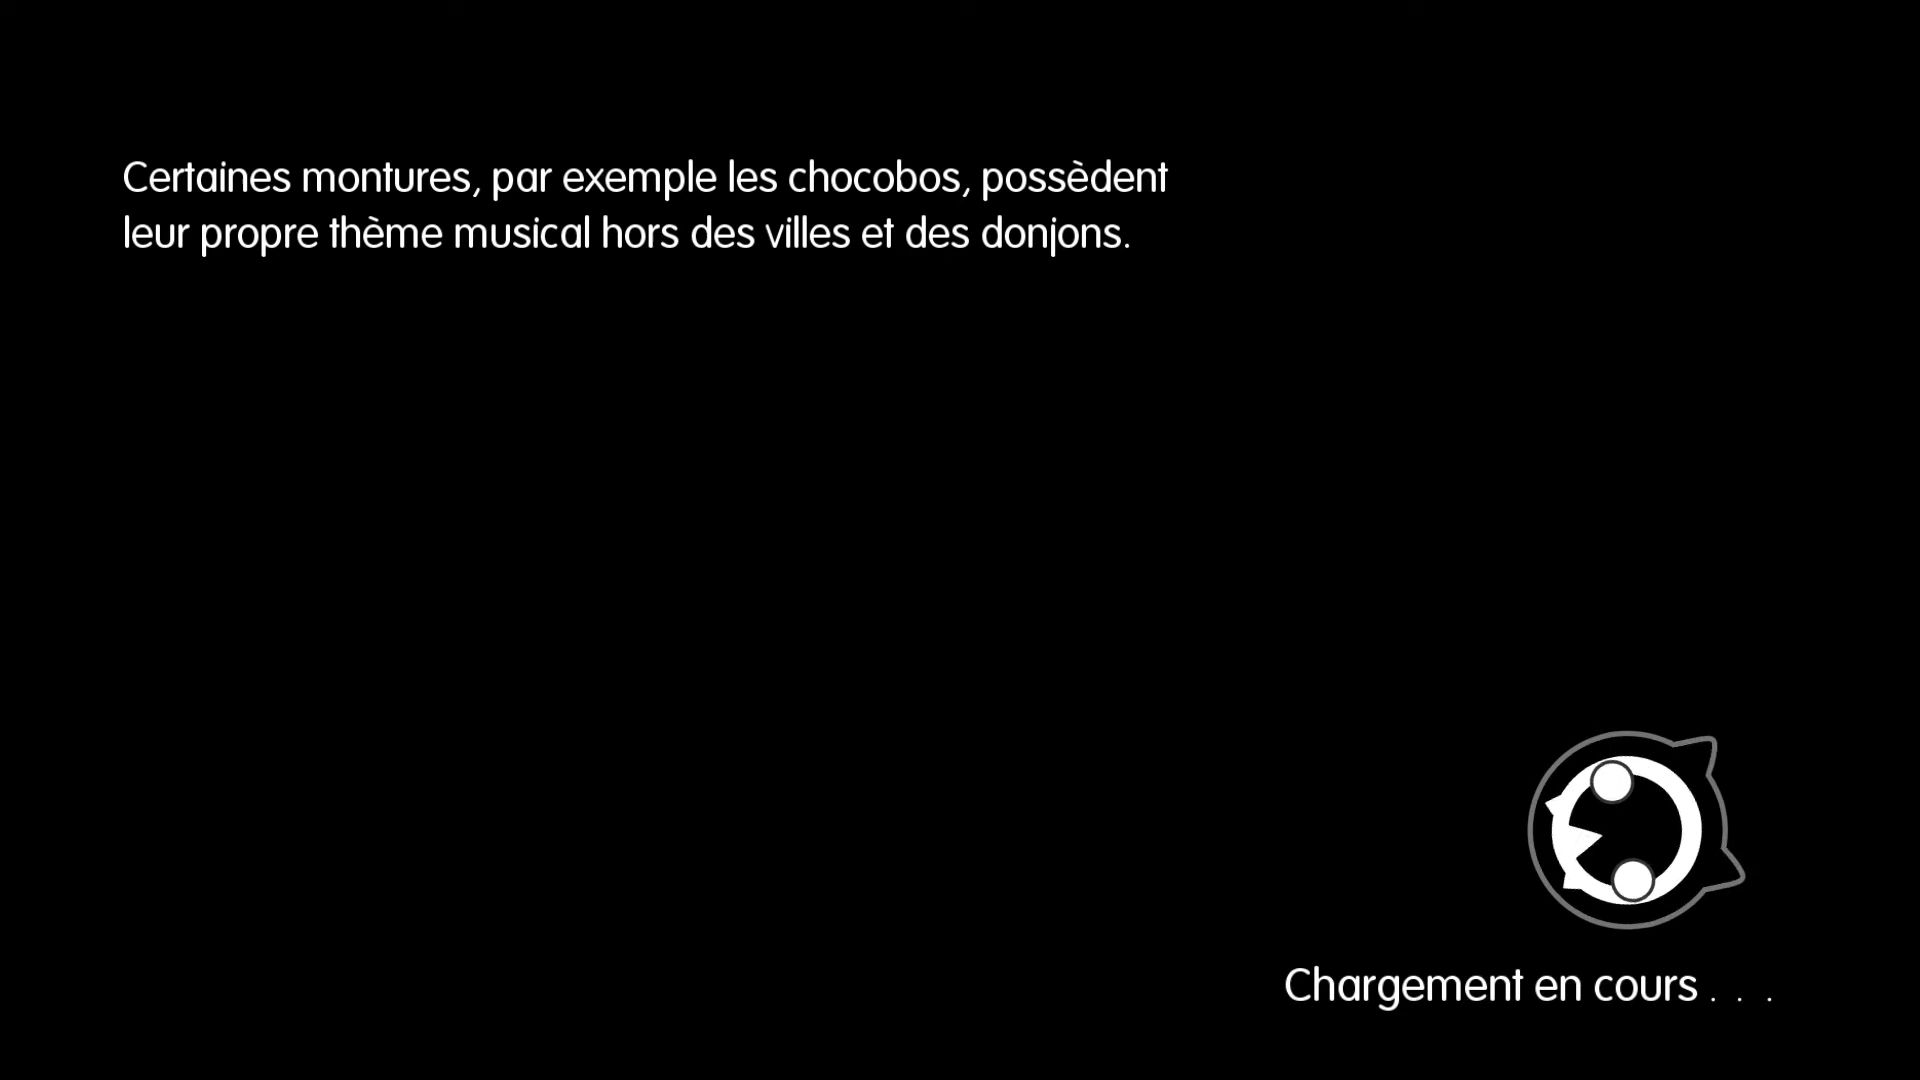 Certaines montures, par exemple les chocobos, possèdent
leur propre thème musical hors des villes et des donjons.
Chargement en cours . . .